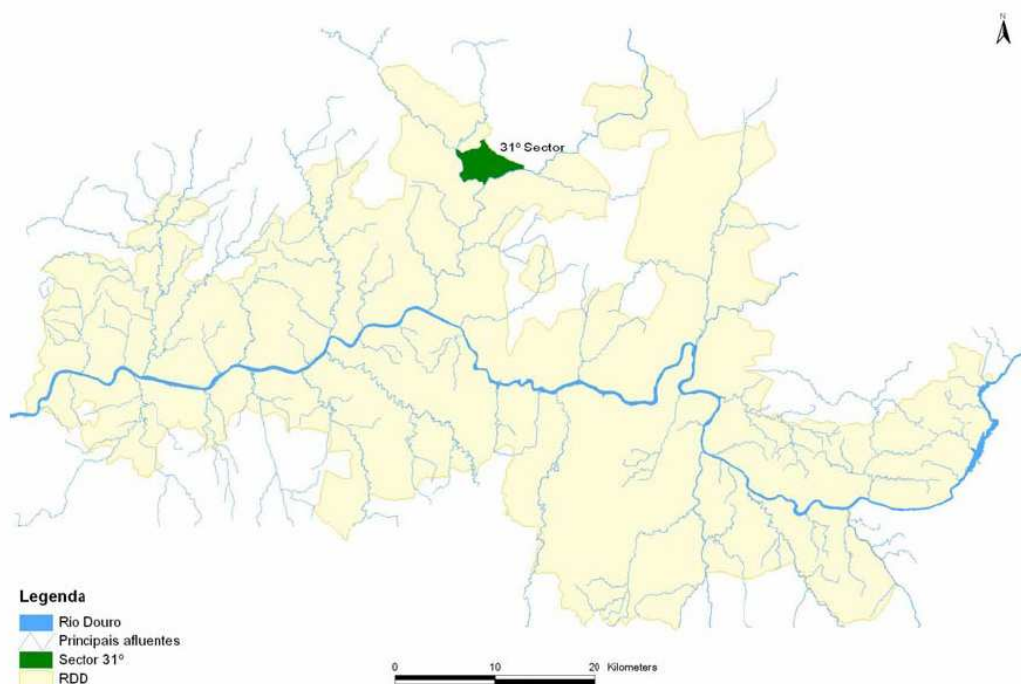 N
31º Sector
Legenda
Rio Douro
Principais afluentes
Sector 31º
RDD
0 10 20 Kilometers